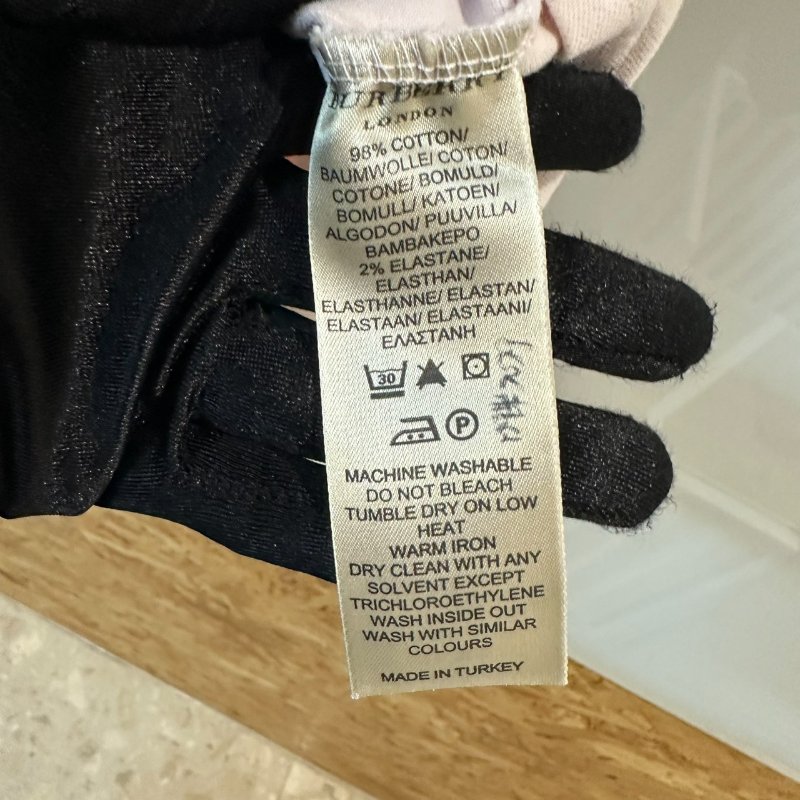 BURBERRY
LONDON
98% COTTON/
BAUMWOLLE/ COTON/
COTONE/ BOMULD/
BOMULL/ KATOEN/
ALGODON/ PUUVILLA/
ΒΑΜΒΑΚΕΡΟ
2% ELASTANE/
ELASTHAN/
ELASTHANNE/ ELASTAN/
ELASTAAN/ ELASTAANI/
ΕΛΑΣΤΑΝΗ
30
P
MACHINE WASHABLE
DO NOT BLEACH
TUMBLE DRY ON LOW
HEAT
WARM IRON
DRY CLEAN WITH ANY
SOLVENT EXCEPT
TRICHLOROETHYLENE
WASH INSIDE OUT
WASH WITH SIMILAR
COLOURS
MADE IN TURKEY